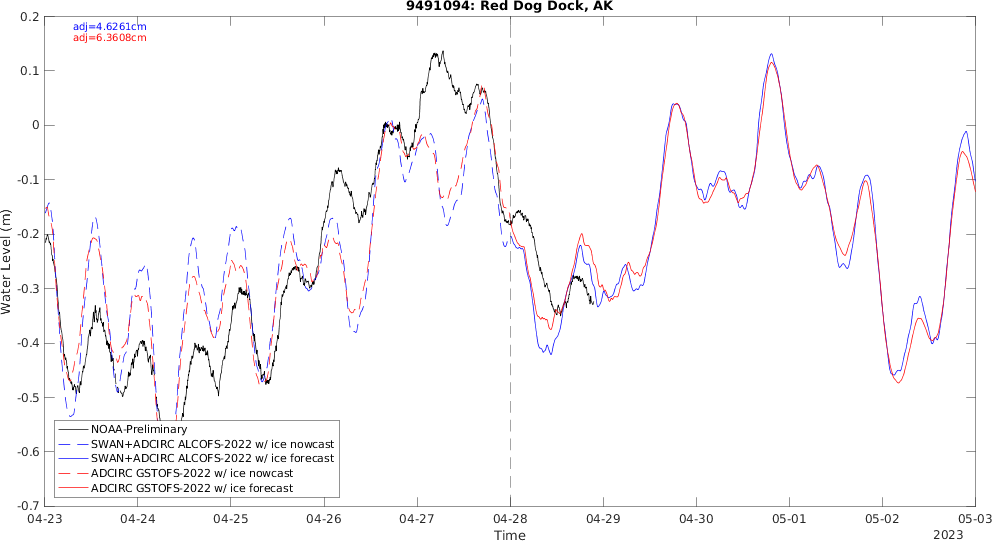 9491094: Red Dog Dock, AK
adj=4.6261cm
adj=6.3608cm
0.2
0.1
0
-0.1
-0.2
-0.3
-0.4
-0.5
-0.6
-0.7
Water Level (m)
NOAA-Preliminary
SWAN+ADCIRC ALCOFS-2022 w/ ice nowcast
SWAN+ADCIRC ALCOFS-2022 w/ ice forecast
ADCIRC GSTOFS-2022 w/ ice nowcast
ADCIRC GSTOFS-2022 w/ ice forecast
04-23 04-24 04-25 04-26 04-27 04-28 04-29 04-30 05-01 05-02 05-03
Time
2023